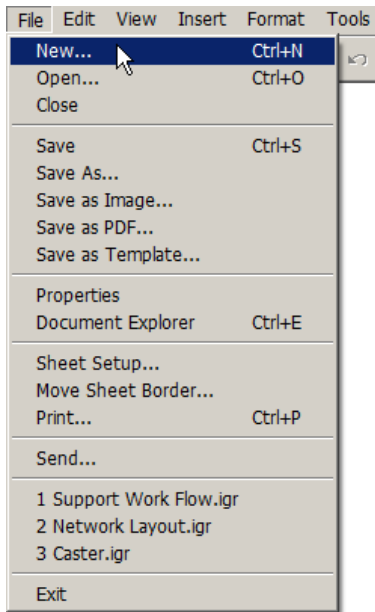 File Edit View Insert Format Tools
New... Ctrl+N
Open... Ctrl+O
Close
Save Ctrl+S
Save As...
Save as Image...
Save as PDF...
Save as Template...
Properties
Document Explorer Ctrl+E
Sheet Setup...
Move Sheet Border...
Print... Ctrl+P
Send...
1 Support Work Flow.igr
2 Network Layout.igr
3 Caster.igr
Exit